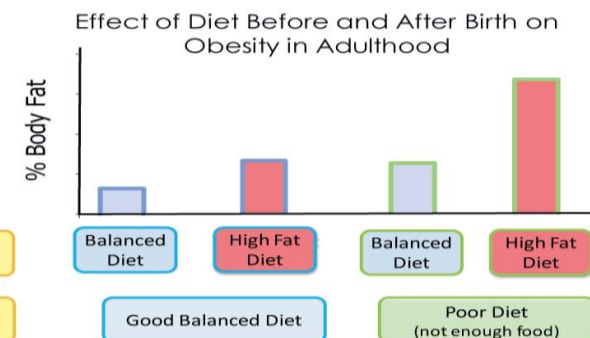 Effect of Diet Before and After Birth on
Obesity in Adulthood
% Body Fat
Balanced
Diet
High Fat
Diet
Balanced
Diet
High Fat
Diet
Good Balanced Diet
Poor Diet
(not enough food)